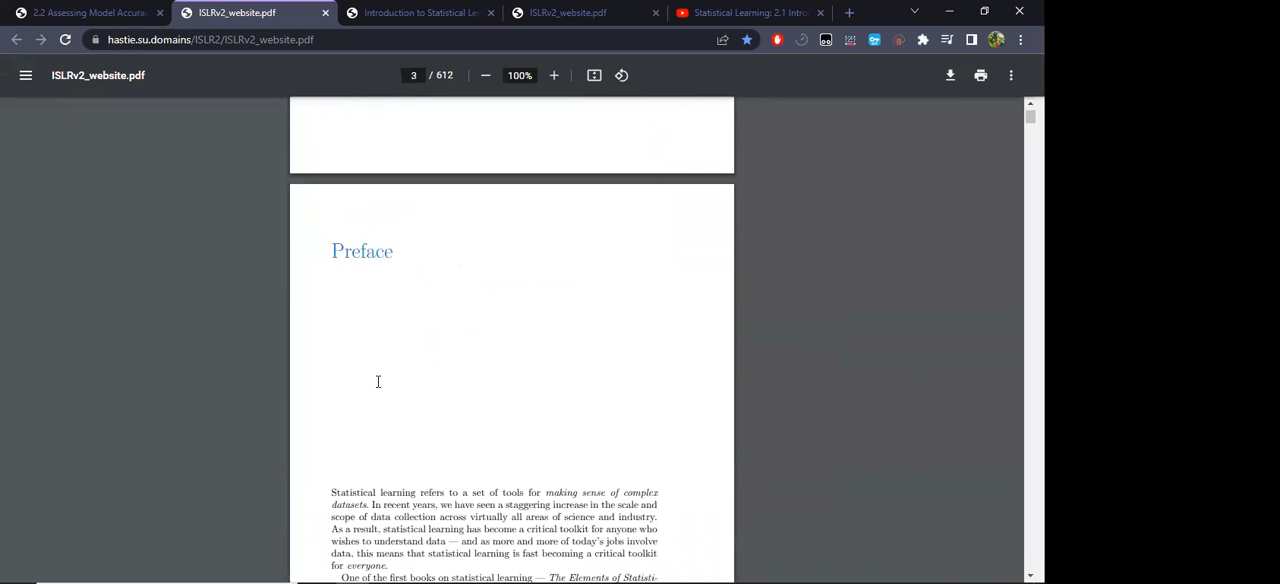 2.2 Assessing Model Accura
ISLRv2_website.pdf
Introduction to Statistical Le
ISLRv2_website.pdf
Statistical Learning: 2.1 Intro
hastie.su.domains/ISLR2/ISLRv2_website.pdf
ISLRv2_website.pdf
3 / 612
100%
Preface
Statistical learning refers to a set of tools for making sense of complex
datasets. In recent years, we have seen a staggering increase in the scale and
scope of data collection across virtually all areas of science and industry.
As a result, statistical learning has become a critical toolkit for anyone who
wishes to understand data — and as more and more of today's jobs involve
data, this means that statistical learning is fast becoming a critical toolkit
for everyone.
One of the first books on statistical learning — The Elements of Statisti-